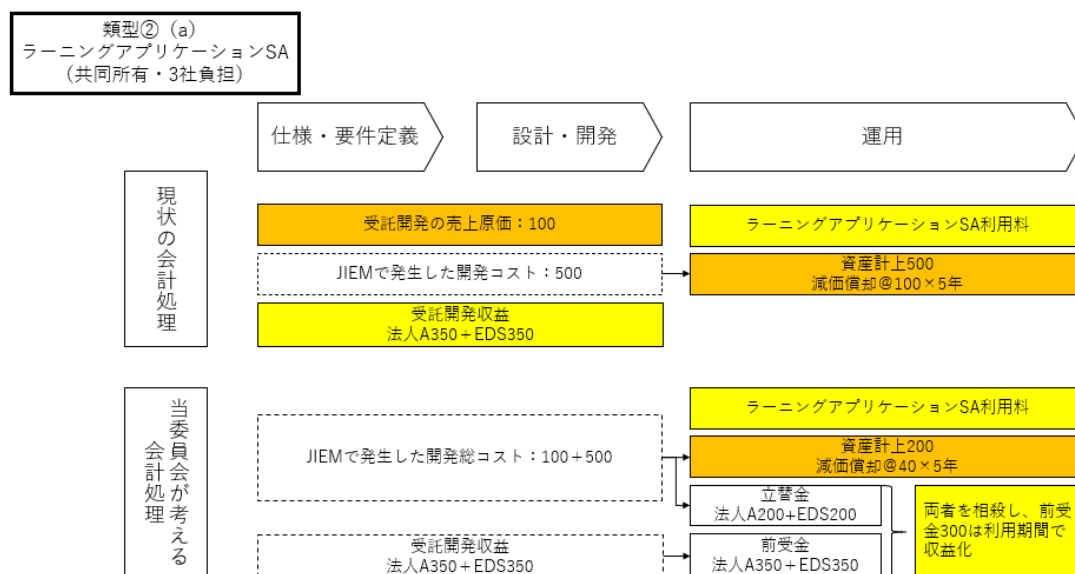 類型②（a）
ラーニングアプリケーションSA
（共同所有・3社負担）
仕様・要件定義
設計・開発
運用
現状の会計処理
受託開発の売上原価：100
ラーニングアプリケーションSA利用料
JIEMで発生した開発コスト：500
資産計上500
減価償却@100×5年
受託開発収益
法人A350＋EDS350
当委員会が考える
会計処理
ラーニングアプリケーションSA利用料
JIEMで発生した開発総コスト：100＋500
資産計上200
減価償却@40×5年
立替金
法人A200+EDS200
両者を相殺し、前受
金300は利用期間で
収益化
受託開発収益
法人A350＋EDS350
前受金
法人A350＋EDS350